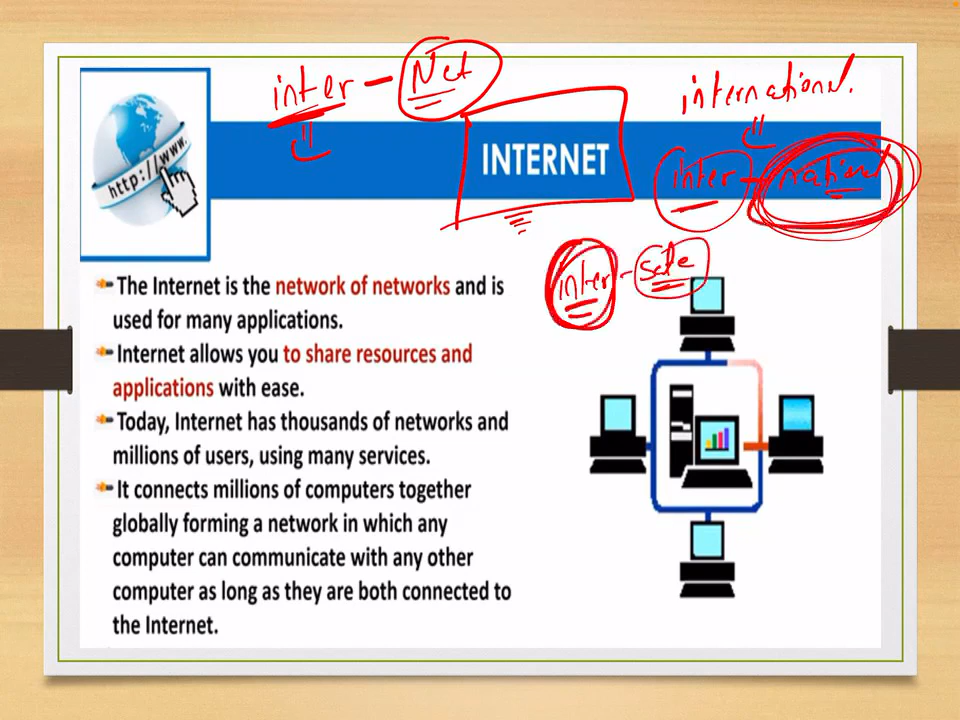 inter - Net
international.
http://www.
INTERNET
inter - national
inter -
The Internet is the network of networks and is
used for many applications.
Internet allows you to share resources and
applications with ease.
Today, Internet has thousands of networks and
millions of users, using many services.
It connects millions of computers together
globally forming a network in which any
computer can communicate with any other
computer as long as they are both connected to
the Internet.